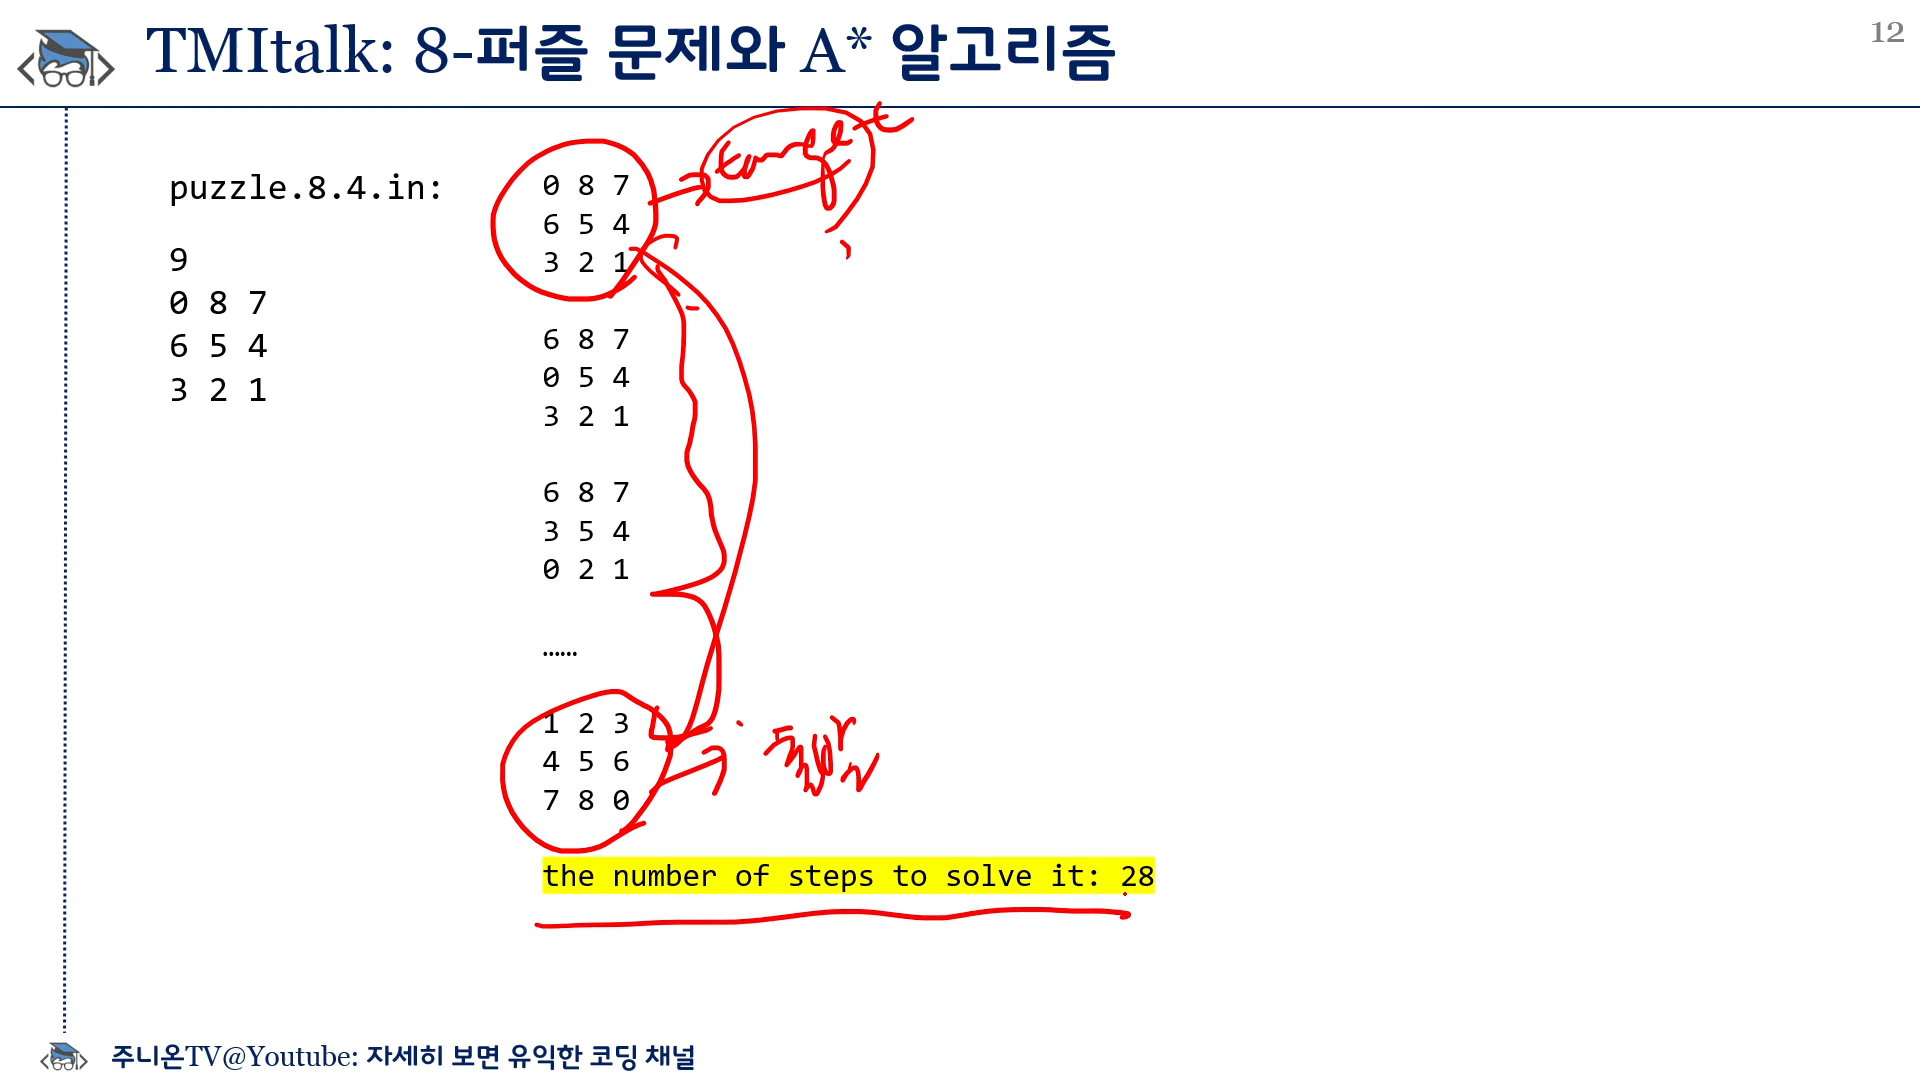 TMItalk: 8-퍼즐 문제와 A* 알고리즘
12
puzzle.8.4.in:
9
0 8 7
6 5 4
3 2 1
0 8 7
6 5 4
3 2 1
target
6 8 7
0 5 4
3 2 1
6 8 7
3 5 4
0 2 1
......
1 2 3
4 5 6
7 8 0
the number of steps to solve it: 28
주니온TV@Youtube: 자세히 보면 유익한 코딩 채널